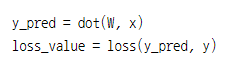 y_pred = dot(W, x)
loss_value = loss(y_pred, y)